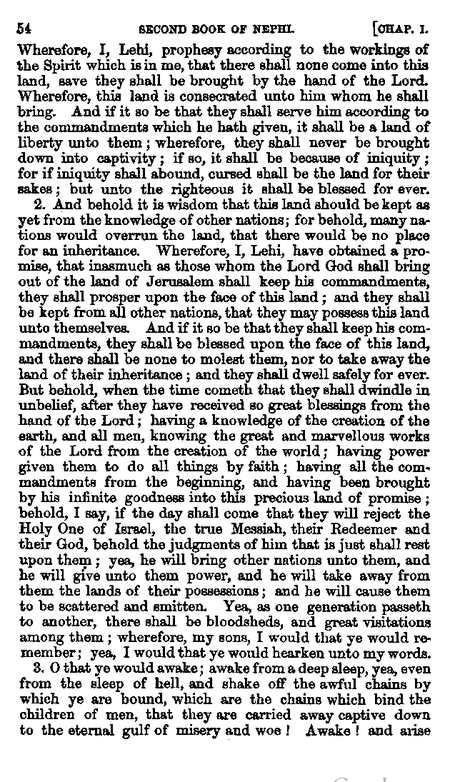 54 SECOND BOOK OF NEPHI. [CHAP. I.
Wherefore, I, Lehi, prophesy according to the workings of
the Spirit which is in me, that there shall none come into this
land, save they shall be brought by the hand of the Lord.
Wherefore, this land is consecrated unto him whom he shall
bring. And if it so be that they shall serve him according to
the commandments which he hath given, it shall be a land of
liberty unto them; wherefore, they shall never be brought
down into captivity; if so, it shall be because of iniquity;
for if iniquity shall abound, cursed shall be the land for their
sakes; but unto the righteous it shall be blessed for ever.
2. And behold it is wisdom that this land should be kept as
yet from the knowledge of other nations; for behold, many na-
tions would overrun the land, that there would be no place
for an inheritance. Wherefore, I, Lehi, have obtained a pro-
mise, that inasmuch as those whom the Lord God shall bring
out of the land of Jerusalem shall keep his commandments,
they shall prosper upon the face of this land; and they shall
be kept from all other nations, that they may possess this land
unto themselves. And if it so be that they shall keep his com-
mandments, they shall be blessed upon the face of this land,
and there shall be none to molest them, nor to take away the
land of their inheritance; and they shall dwell safely for ever.
But behold, when the time cometh that they shall dwindle in
unbelief, after they have received so great blessings from the
hand of the Lord; having a knowledge of the creation of the
earth, and all men, knowing the great and marvellous works
of the Lord from the creation of the world; having power
given them to do all things by faith; having all the com-
mandments from the beginning, and having been brought
by his infinite goodness into this precious land of promise;
behold, I say, if the day shall come that they will reject the
Holy One of Israel, the true Messiah, their Redeemer and
their God, behold the judgments of him that is just shall rest
upon them; yea, he will bring other nations unto them, and
he will give unto them power, and he will take away from
them the lands of their possessions; and he will cause them
to be scattered and smitten. Yea, as one generation passeth
to another, there shall be bloodsheds, and great visitations
among them; wherefore, my sons, I would that ye would re-
member; yea, I would that ye would hearken unto my words.
3. O that ye would awake; awake from a deep sleep, yea, even
from the sleep of hell, and shake off the awful chains by
which ye are bound, which are the chains which bind the
children of men, that they are carried away captive down
to the eternal gulf of misery and woe! Awake! and arise